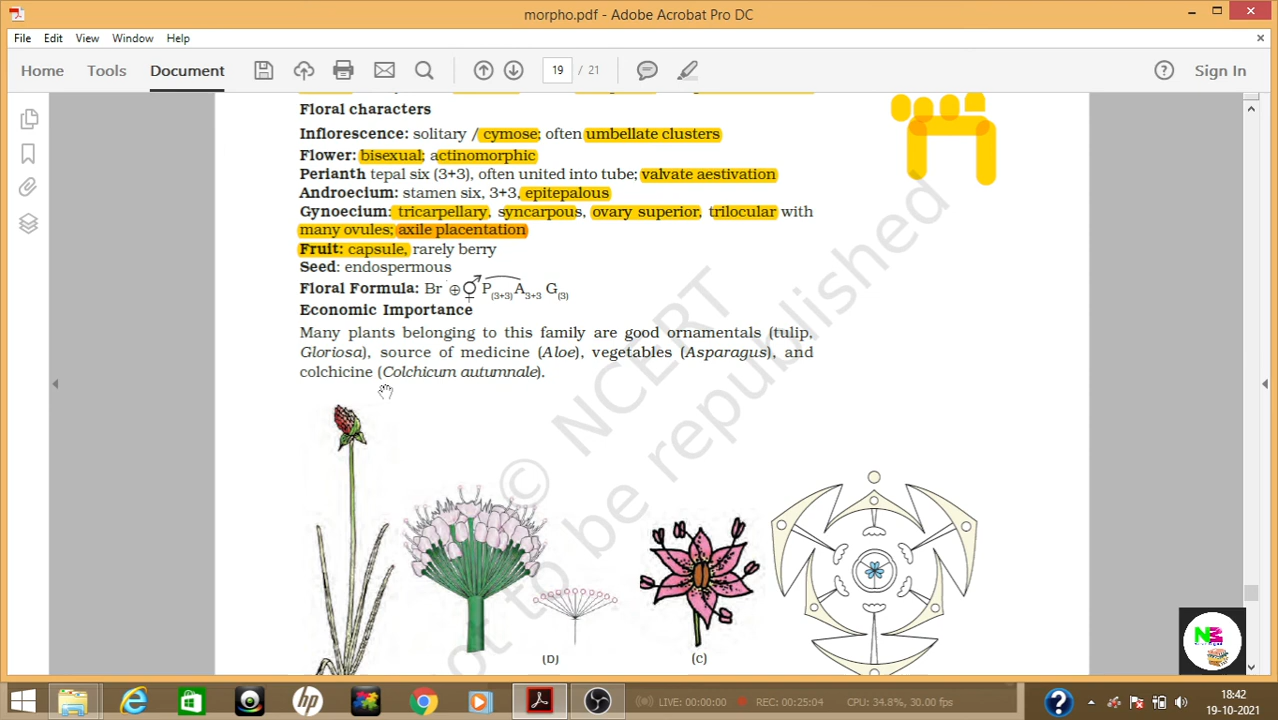 morpho.pdf - Adobe Acrobat Pro DC
File Edit View Window Help
Home Tools Document 19 / 21 Sign In
Floral characters
Inflorescence: solitary / cymose; often umbellate clusters
Flower: bisexual; actinomorphic
Perianth tepal six (3+3), often united into tube; valvate aestivation
Androecium: stamen six, 3+3, epitepalous
Gynoecium: tricarpellary, syncarpous, ovary superior, trilocular with
many ovules; axile placentation
Fruit: capsule, rarely berry
Seed: endospermous
Floral Formula: Br ⊕ ⚥ P(3+3) A3+3 G(3)
Economic Importance
Many plants belonging to this family are good ornamentals (tulip,
Gloriosa), source of medicine (Aloe), vegetables (Asparagus), and
colchicine (Colchicum autumnale).
© NCERT
not to be republished
(D)
(C)
LIVE: 00:00:00 REC: 00:25:04 CPU: 34.8%, 30.00 fps
18:42
19-10-2021